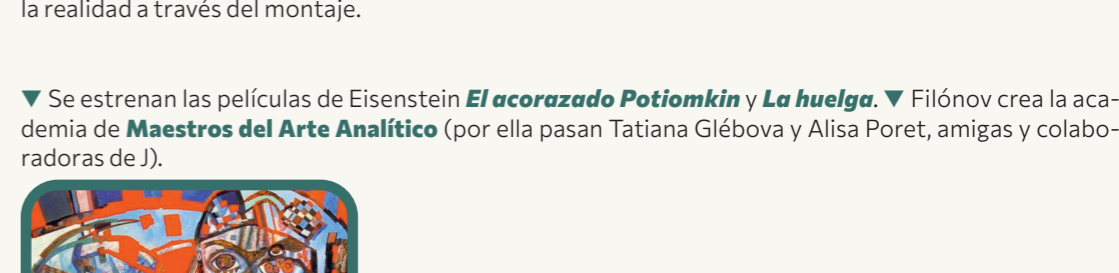 la realidad a través del montaje.
▼ Se estrenan las películas de Eisenstein El acorazado Potiomkin y La huelga. ▼ Filónov crea la aca-
demia de Maestros del Arte Analítico (por ella pasan Tatiana Glébova y Alisa Poret, amigas y colabo-
radoras de J).